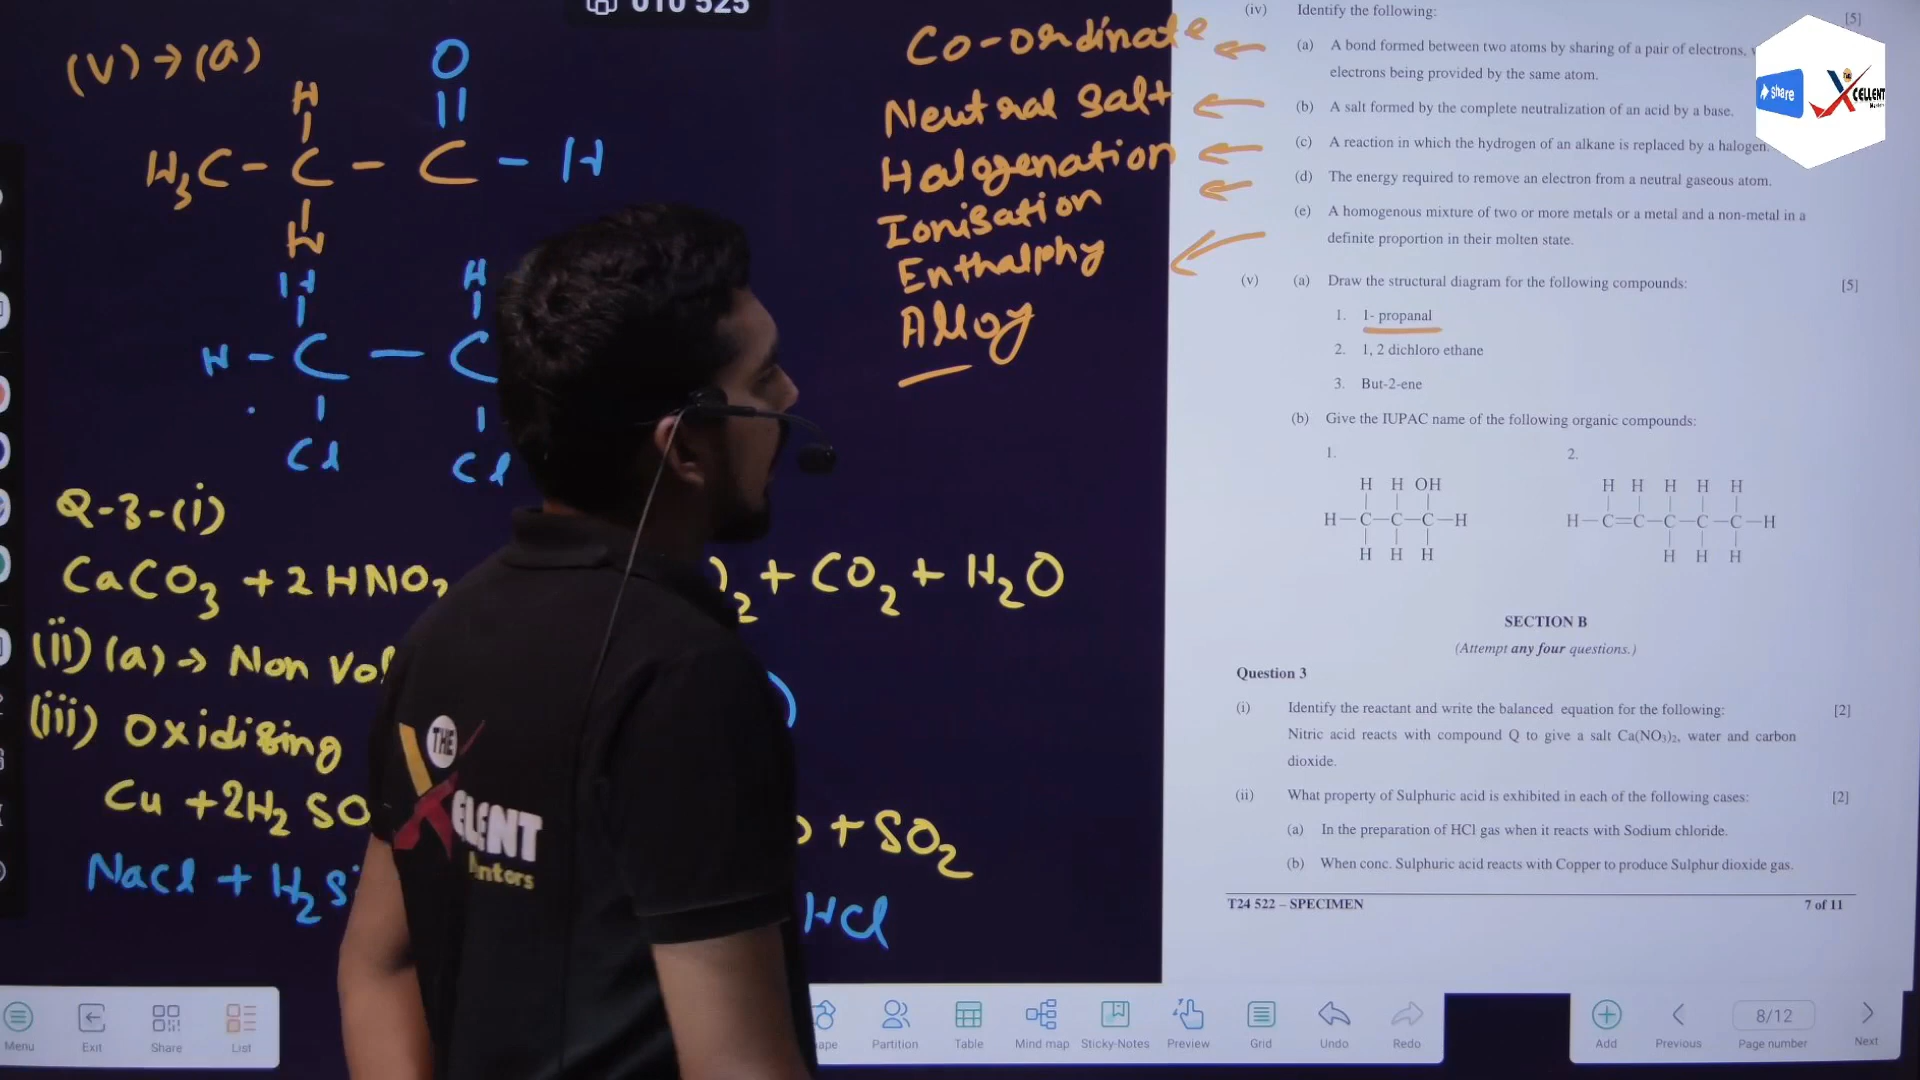 010 525
(V) → (a)
O
H
H₃C - C - C - H
H
H H
H - C - C
Cl Cl
Co-ordinate
Neutral Salt
Halogenation
Ionisation
Enthalphy
Alloy
Q-3-(i)
CaCO₃ + 2HNO₃ )₂ + CO₂ + H₂O
(ii) (a) → Non Vol
(iii) Oxidizing
Cu + 2H₂ SO + SO₂
NaCl + H₂S HCl
THE
XCELENT
Mentors
(iv) Identify the following: [5]
(a) A bond formed between two atoms by sharing of a pair of electrons,
electrons being provided by the same atom.
(b) A salt formed by the complete neutralization of an acid by a base.
(c) A reaction in which the hydrogen of an alkane is replaced by a halogen.
(d) The energy required to remove an electron from a neutral gaseous atom.
(e) A homogenous mixture of two or more metals or a metal and a non-metal in a
definite proportion in their molten state.
(v) (a) Draw the structural diagram for the following compounds: [5]
1. 1- propanal
2. 1, 2 dichloro ethane
3. But-2-ene
(b) Give the IUPAC name of the following organic compounds:
1. 2.
H H OH H H H H H
H—C—C—C—H H—C=C—C—C—C—H
H H H H H H
SECTION B
(Attempt any four questions.)
Question 3
(i) Identify the reactant and write the balanced equation for the following: [2]
Nitric acid reacts with compound Q to give a salt Ca(NO₃)₂, water and carbon
dioxide.
(ii) What property of Sulphuric acid is exhibited in each of the following cases: [2]
(a) In the preparation of HCl gas when it reacts with Sodium chloride.
(b) When conc. Sulphuric acid reacts with Copper to produce Sulphur dioxide gas.
T24 522 – SPECIMEN 7 of 11
share
XCELLENT
Menu Exit Share List ape Partition Table Mind map Sticky-Notes Preview Grid Undo Redo Add Previous 8/12 Page number Next